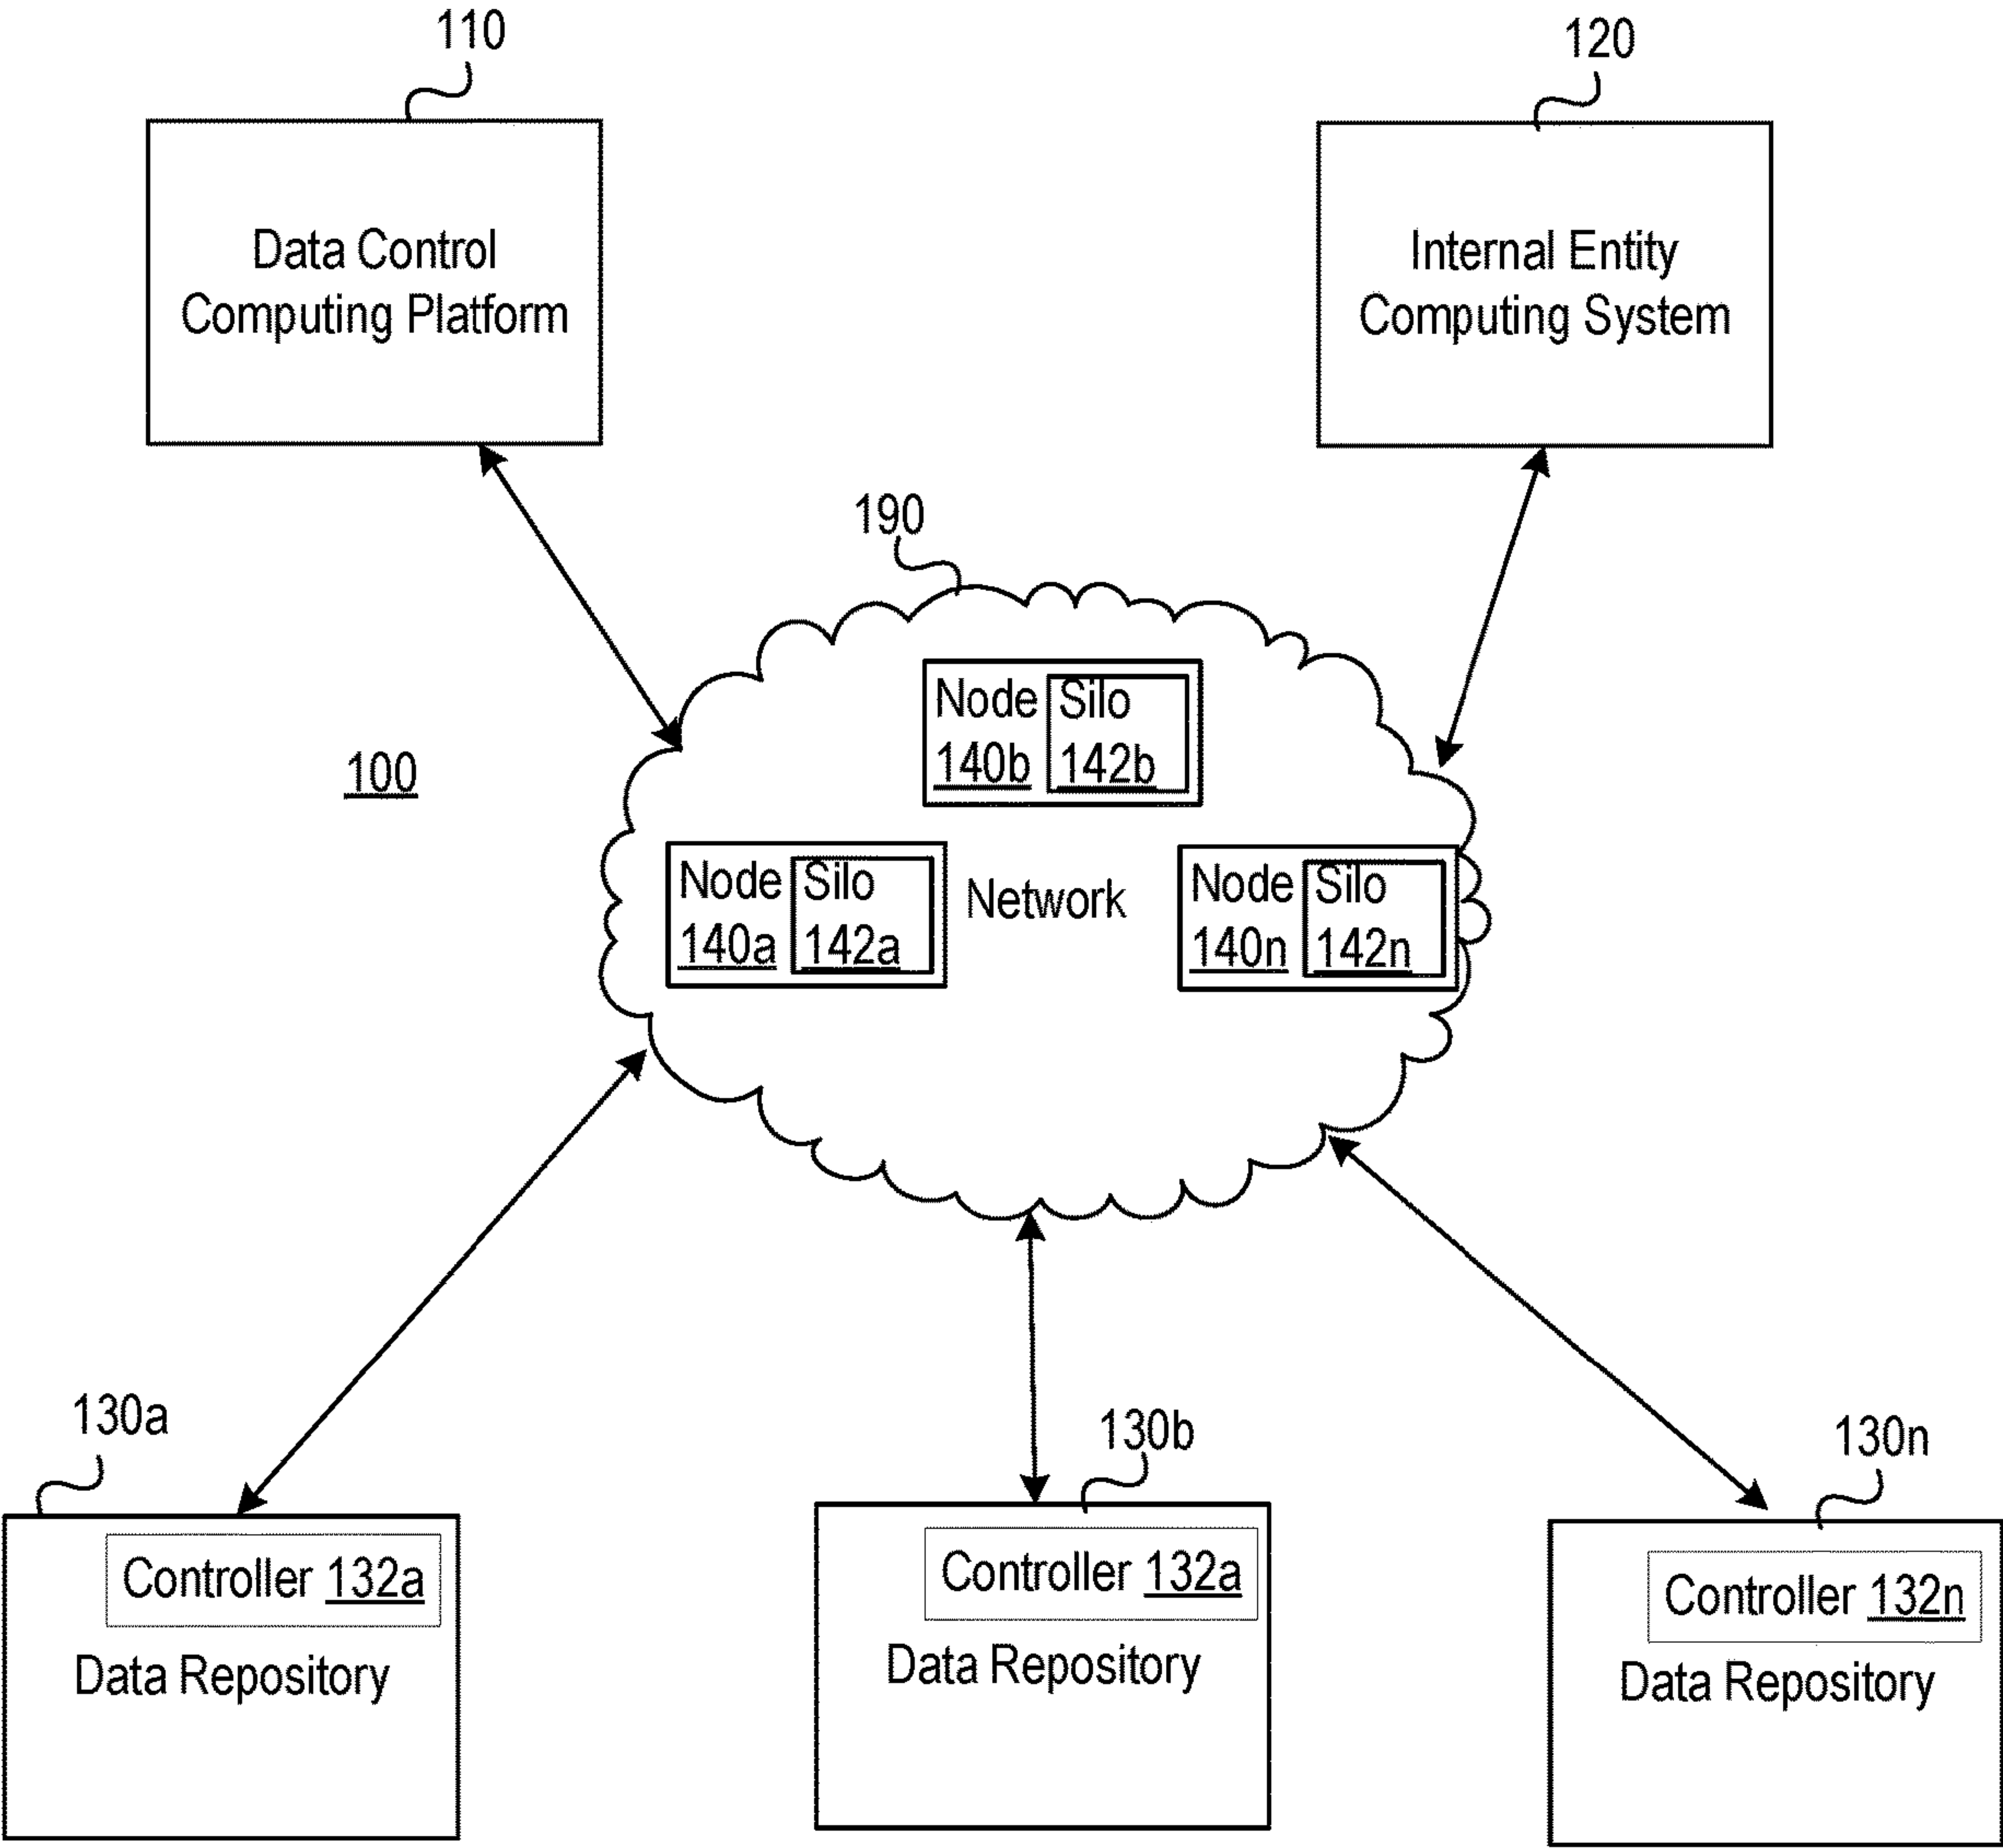 110
120
Data Control
Computing Platform
Internal Entity
Computing System
190
Node
140b
Silo
142b
100
Node
140a
Silo
142a
Network
Node
140n
Silo
142n
130a
130b
130n
Controller 132a
Data Repository
Controller 132a
Data Repository
Controller 132n
Data Repository